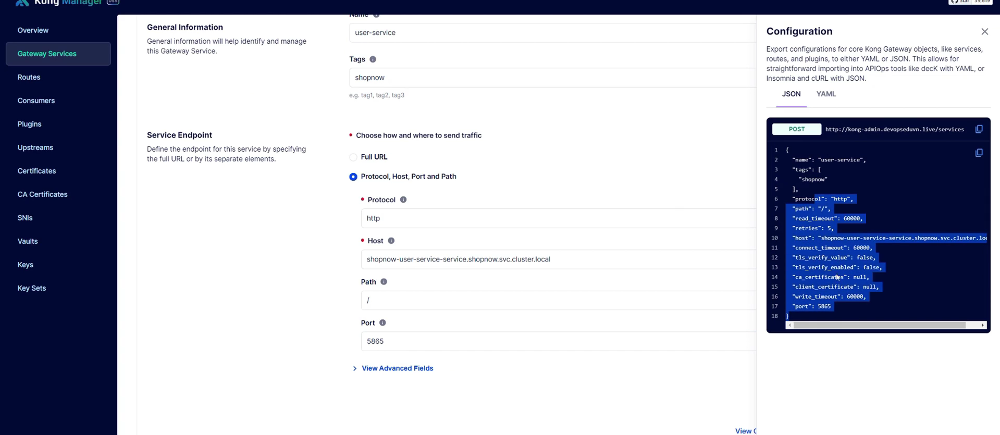 Kong Manager OSS
Star 39,619
Overview
Gateway Services
Routes
Consumers
Plugins
Upstreams
Certificates
CA Certificates
SNIs
Vaults
Keys
Key Sets
General Information
General information will help identify and manage
this Gateway Service.
Name
user-service
Tags
shopnow
e.g. tag1, tag2, tag3
Service Endpoint
Define the endpoint for this service by specifying
the full URL or by its separate elements.
Choose how and where to send traffic
Full URL
Protocol, Host, Port and Path
Protocol
http
Host
shopnow-user-service-service.shopnow.svc.cluster.local
Path
/
Port
5865
View Advanced Fields
View
Configuration
Export configurations for core Kong Gateway objects, like services,
routes, and plugins, to either YAML or JSON. This allows for
straightforward importing into APIOps tools like decK with YAML, or
Insomnia and cURL with JSON.
JSON YAML
POST http://kong-admin.devopseduvn.live/services
1 {
2 "name": "user-service",
3 "tags": [
4 "shopnow"
5 ],
6 "protocol": "http",
7 "path": "/",
8 "read_timeout": 60000,
9 "retries": 5,
10 "host": "shopnow-user-service-service.shopnow.svc.cluster.loc
11 "connect_timeout": 60000,
12 "tls_verify_value": false,
13 "tls_verify_enabled": false,
14 "ca_certificates": null,
15 "client_certificate": null,
16 "write_timeout": 60000,
17 "port": 5865
18 }